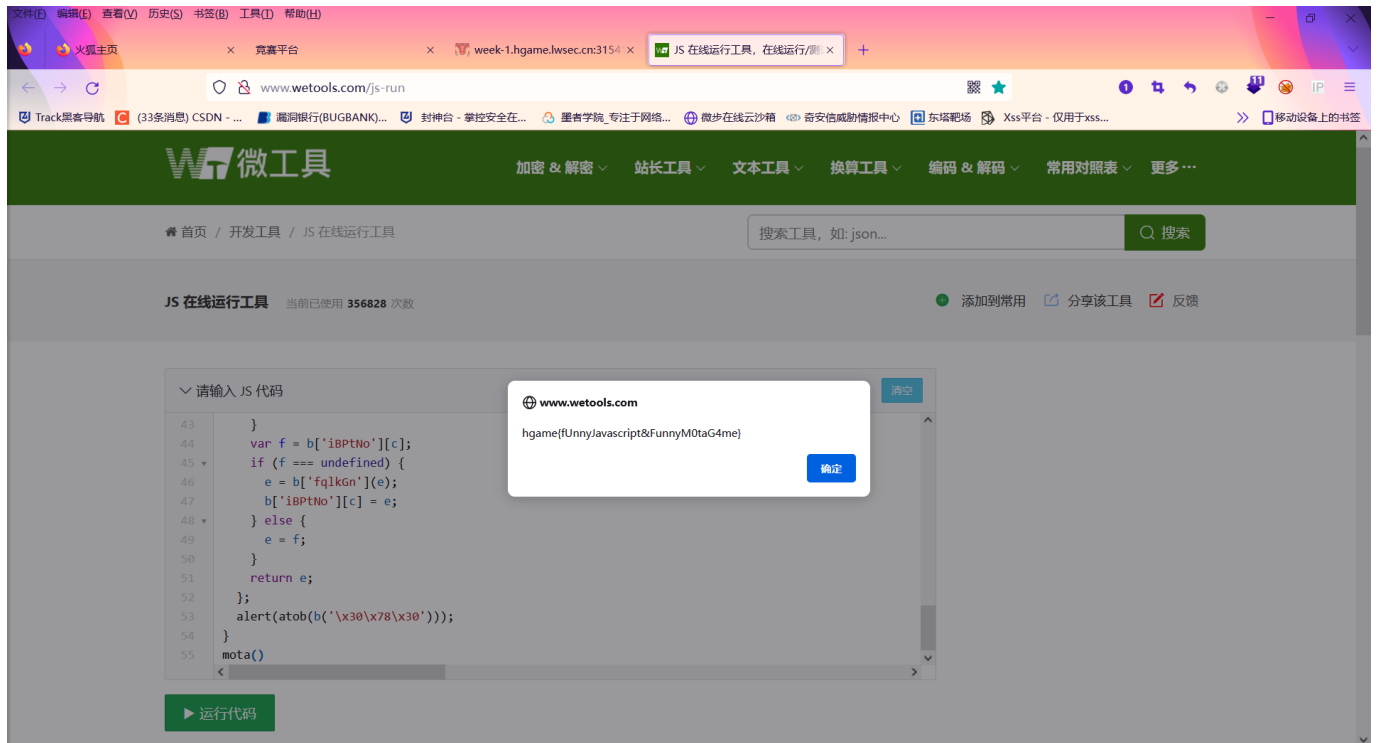 文件(F) 编辑(E) 查看(V) 历史(S) 书签(B) 工具(T) 帮助(H)
火狐主页 × 竞赛平台 × week-1.hgame.lwsec.cn:3154 × JS 在线运行工具，在线运行/测 × +
www.wetools.com/js-run
Track黑客导航 (33条消息) CSDN - ... 漏洞银行(BUGBANK)... 封神台 - 掌控安全在... 墨者学院_专注于网络... 微步在线云沙箱 奇安信威胁情报中心 东塔靶场 Xss平台 - 仅用于xss... 移动设备上的书签
微工具 加密 & 解密 站长工具 文本工具 换算工具 编码 & 解码 常用对照表 更多 ···
首页 / 开发工具 / JS 在线运行工具 搜索工具，如: json... 搜索
JS 在线运行工具 当前已使用 356828 次数 添加到常用 分享该工具 反馈
请输入 JS 代码 清空
www.wetools.com
hgame{fUnnyJavascript&FunnyM0taG4me}
确定
43 }
44 var f = b['iBPtNo'][c];
45 if (f === undefined) {
46 e = b['fqlkGn'](e);
47 b['iBPtNo'][c] = e;
48 } else {
49 e = f;
50 }
51 return e;
52 };
53 alert(atob(b('\x30\x78\x30')));
54 }
55 mota()
运行代码